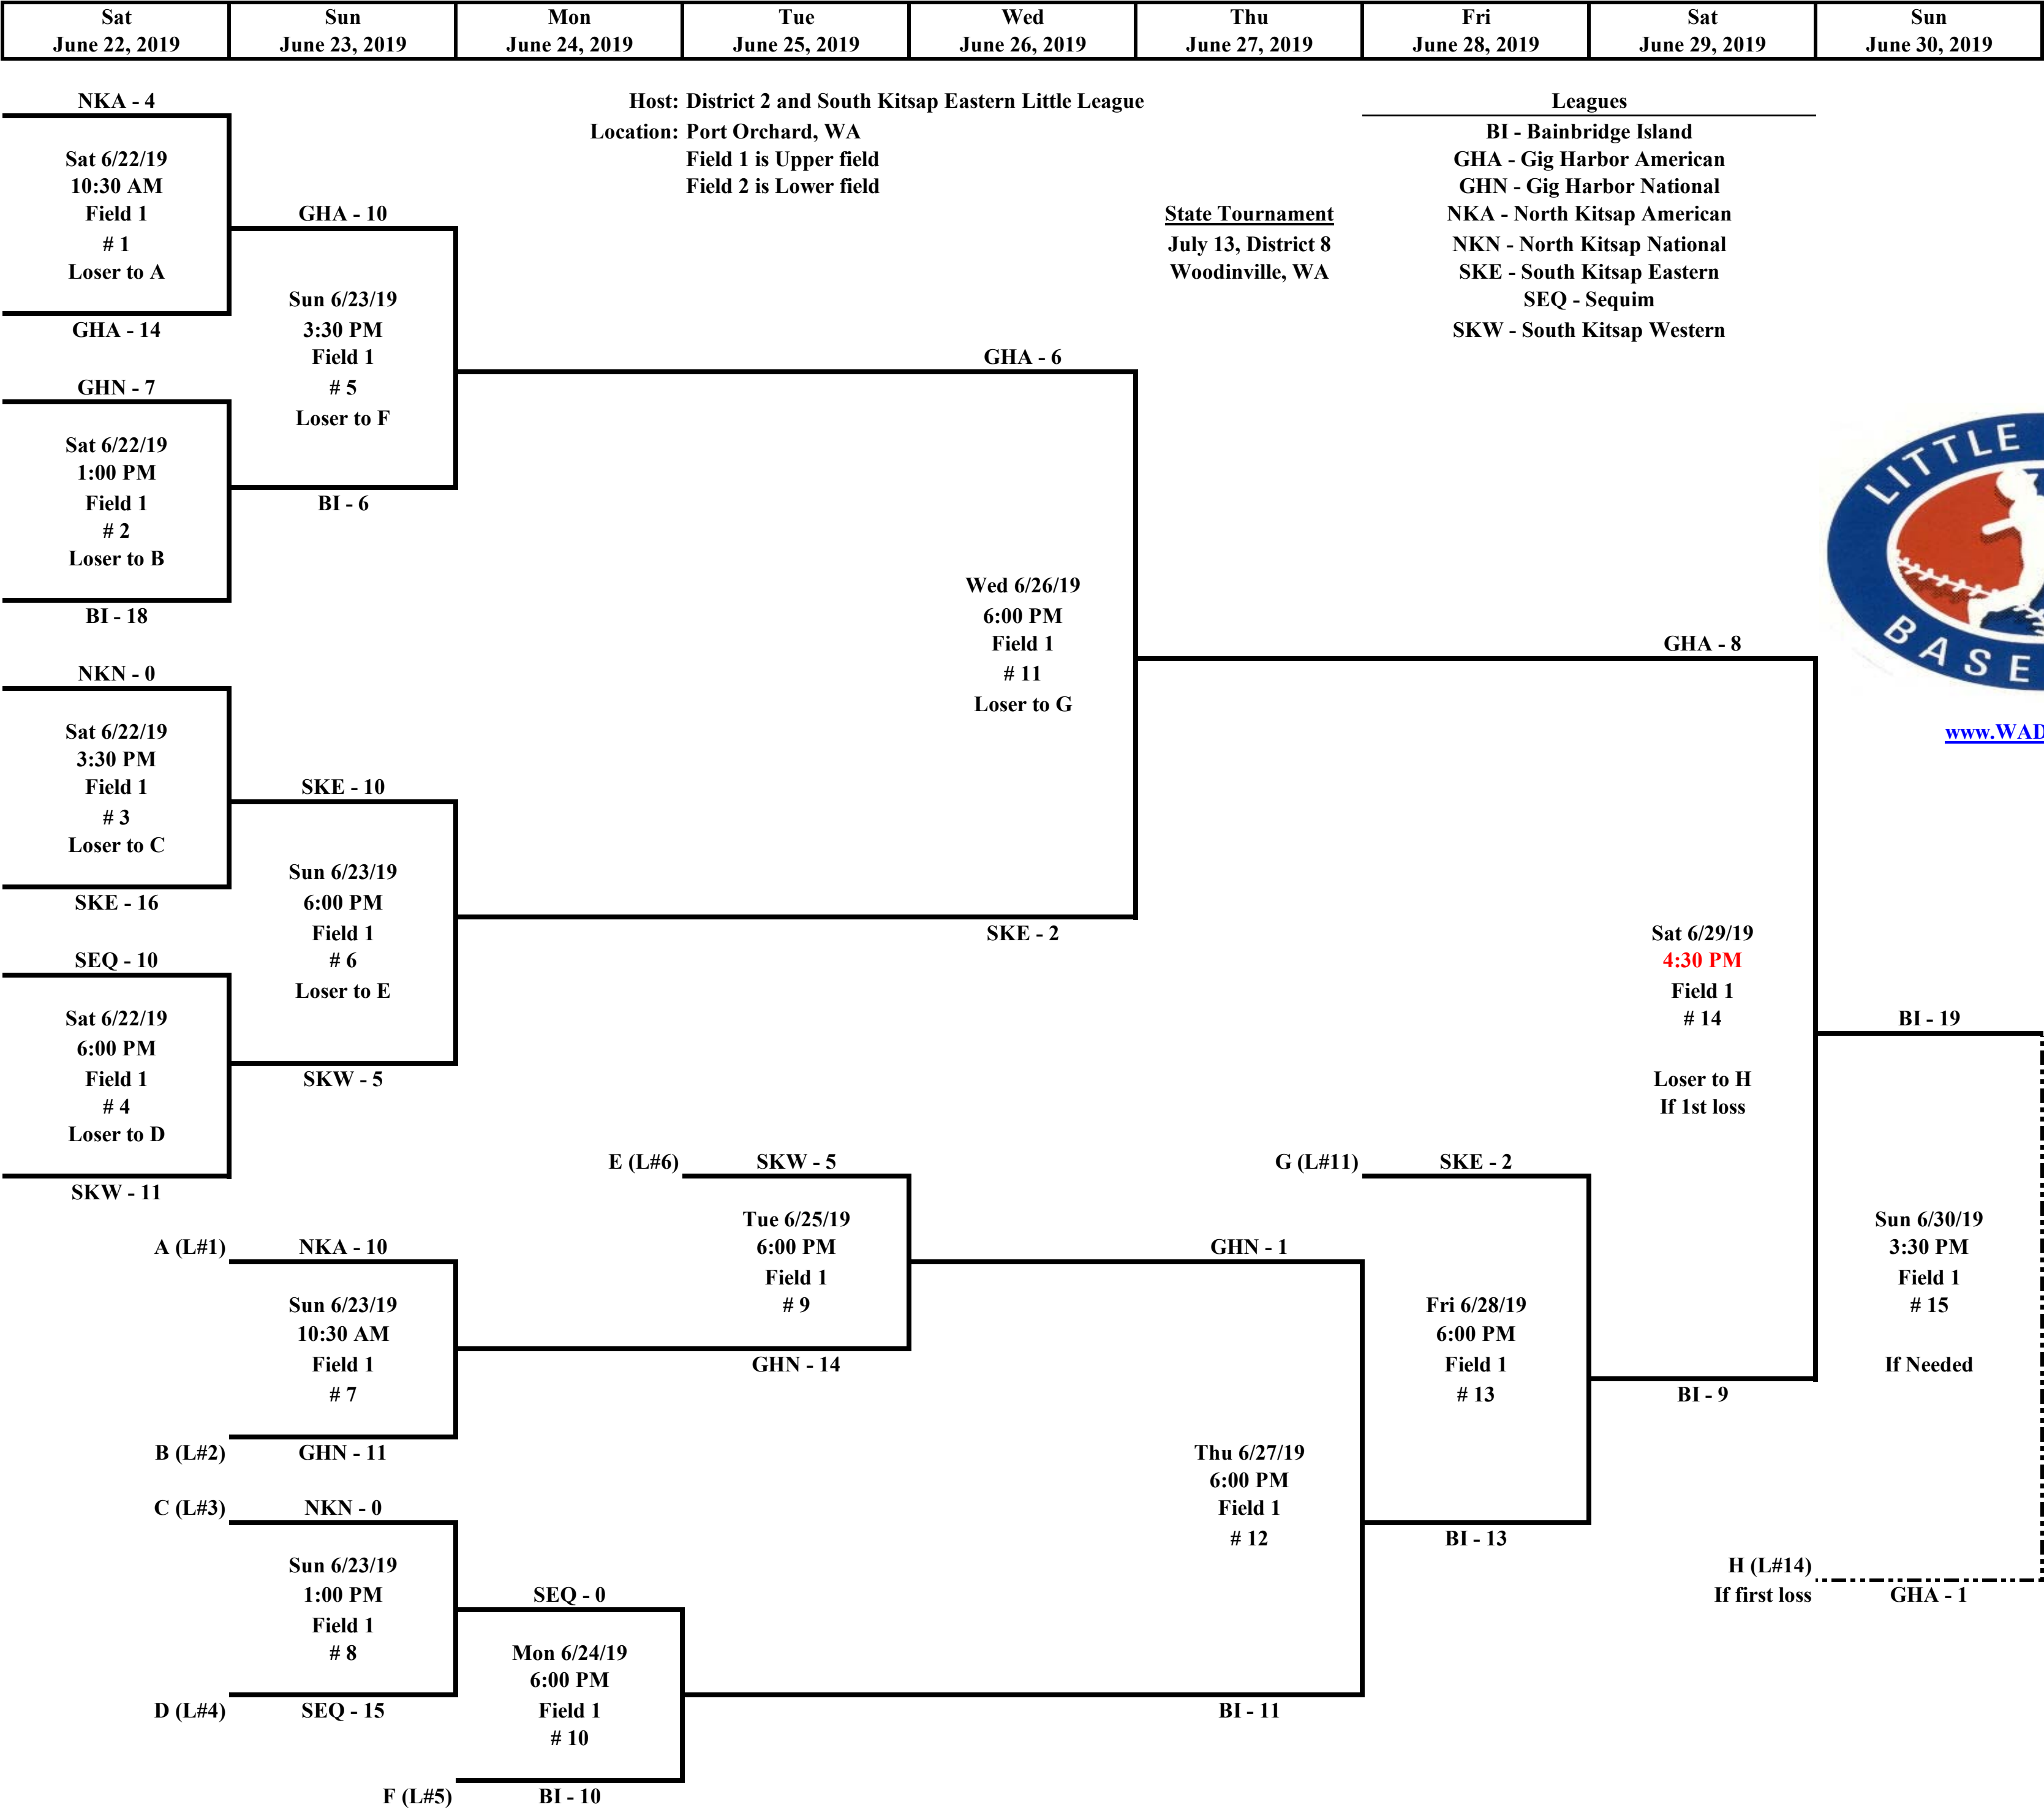 Sat Sun Mon Tue Wed Thu Fri Sat Sun
June 22, 2019 June 23, 2019 June 24, 2019 June 25, 2019 June 26, 2019 June 27, 2019 June 28, 2019 June 29, 2019 June 30, 2019
NKA - 4
Sat 6/22/19
10:30 AM
Field 1
# 1
Loser to A
GHA - 14
GHN - 7
Sat 6/22/19
1:00 PM
Field 1
# 2
Loser to B
BI - 18
NKN - 0
Sat 6/22/19
3:30 PM
Field 1
# 3
Loser to C
SKE - 16
SEQ - 10
Sat 6/22/19
6:00 PM
Field 1
# 4
Loser to D
SKW - 11
GHA - 10
Sun 6/23/19
3:30 PM
Field 1
# 5
Loser to F
BI - 6
SKE - 10
Sun 6/23/19
6:00 PM
Field 1
# 6
Loser to E
SKW - 5
A (L#1) NKA - 10
Sun 6/23/19
10:30 AM
Field 1
# 7
B (L#2) GHN - 11
C (L#3) NKN - 0
Sun 6/23/19
1:00 PM
Field 1
# 8
D (L#4) SEQ - 15
SEQ - 0
Mon 6/24/19
6:00 PM
Field 1
# 10
F (L#5) BI - 10
Host: District 2 and South Kitsap Eastern Little League
Location: Port Orchard, WA
Field 1 is Upper field
Field 2 is Lower field
E (L#6) SKW - 5
Tue 6/25/19
6:00 PM
Field 1
# 9
GHN - 14
GHA - 6
Wed 6/26/19
6:00 PM
Field 1
# 11
Loser to G
SKE - 2
State Tournament
July 13, District 8
Woodinville, WA
GHN - 1
Thu 6/27/19
6:00 PM
Field 1
# 12
BI - 11
Leagues
BI - Bainbridge Island
GHA - Gig Harbor American
GHN - Gig Harbor National
NKA - North Kitsap American
NKN - North Kitsap National
SKE - South Kitsap Eastern
SEQ - Sequim
SKW - South Kitsap Western
G (L#11) SKE - 2
Fri 6/28/19
6:00 PM
Field 1
# 13
BI - 13
GHA - 8
Sat 6/29/19
4:30 PM
Field 1
# 14
Loser to H
If 1st loss
BI - 9
LITTLE
BASE
www.WAD
BI - 19
Sun 6/30/19
3:30 PM
Field 1
# 15
If Needed
H (L#14)
If first loss GHA - 1